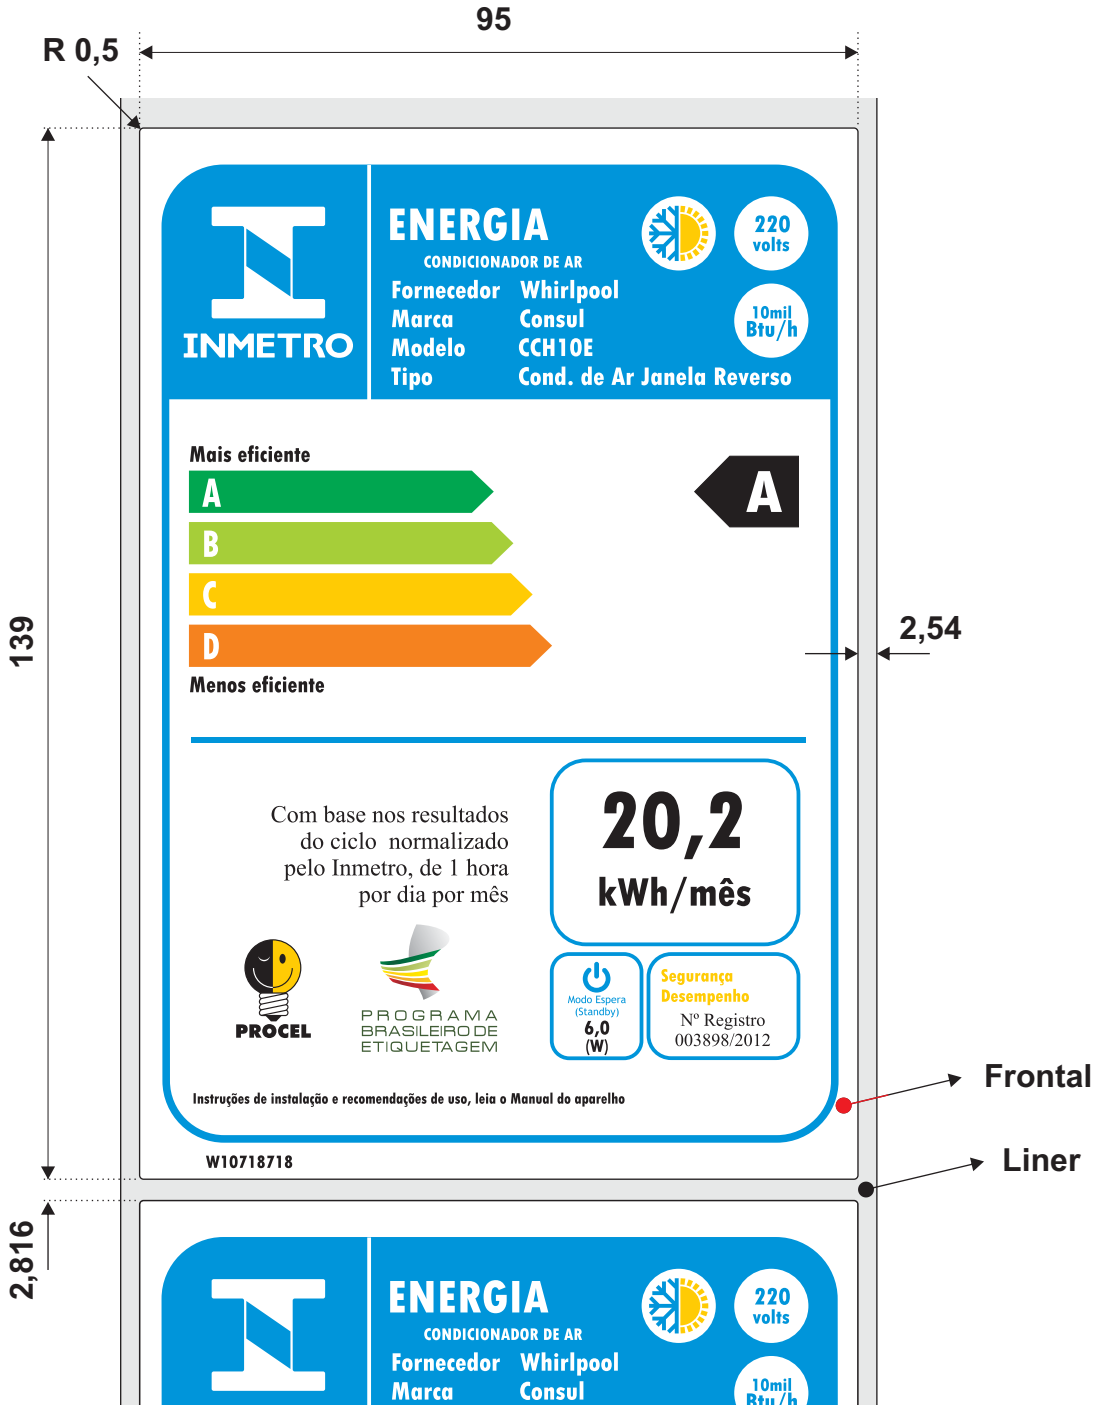 95
R 0,5
ENERGIA
CONDICIONADOR DE AR
220
volts
10mil
Btu/h
Fornecedor Whirlpool
Marca Consul
Modelo CCH10E
Tipo Cond. de Ar Janela Reverso
INMETRO
Mais eficiente
A
A
B
C
D
Menos eficiente
139
2,54
Com base nos resultados
do ciclo normalizado
pelo Inmetro, de 1 hora
por dia por mês
20,2
kWh/mês
PROCEL
PROGRAMA
BRASILEIRO DE
ETIQUETAGEM
Modo Espera
(Standby)
6,0
(W)
Segurança
Desempenho
Nº Registro
003898/2012
Instruções de instalação e recomendações de uso, leia o Manual do aparelho
W10718718
Frontal
Liner
2,816
ENERGIA
CONDICIONADOR DE AR
220
volts
10mil
Btu/h
Fornecedor Whirlpool
Marca Consul